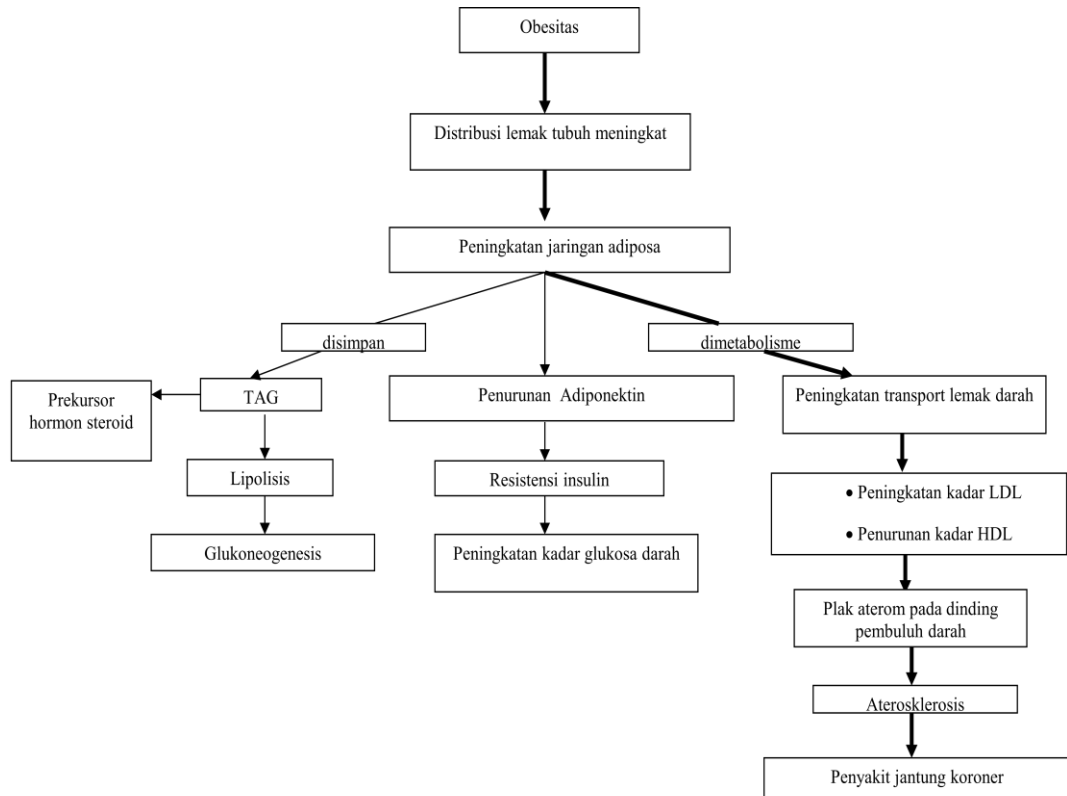 Obesitas
Distribusi lemak tubuh meningkat
Peningkatan jaringan adiposa
disimpan
dimetabolisme
Prekursor
hormon steroid
TAG
Penurunan Adiponektin
Peningkatan transport lemak darah
Lipolisis
Resistensi insulin
• Peningkatan kadar LDL
• Penurunan kadar HDL
Glukoneogenesis
Peningkatan kadar glukosa darah
Plak aterom pada dinding
pembuluh darah
Aterosklerosis
Penyakit jantung koroner